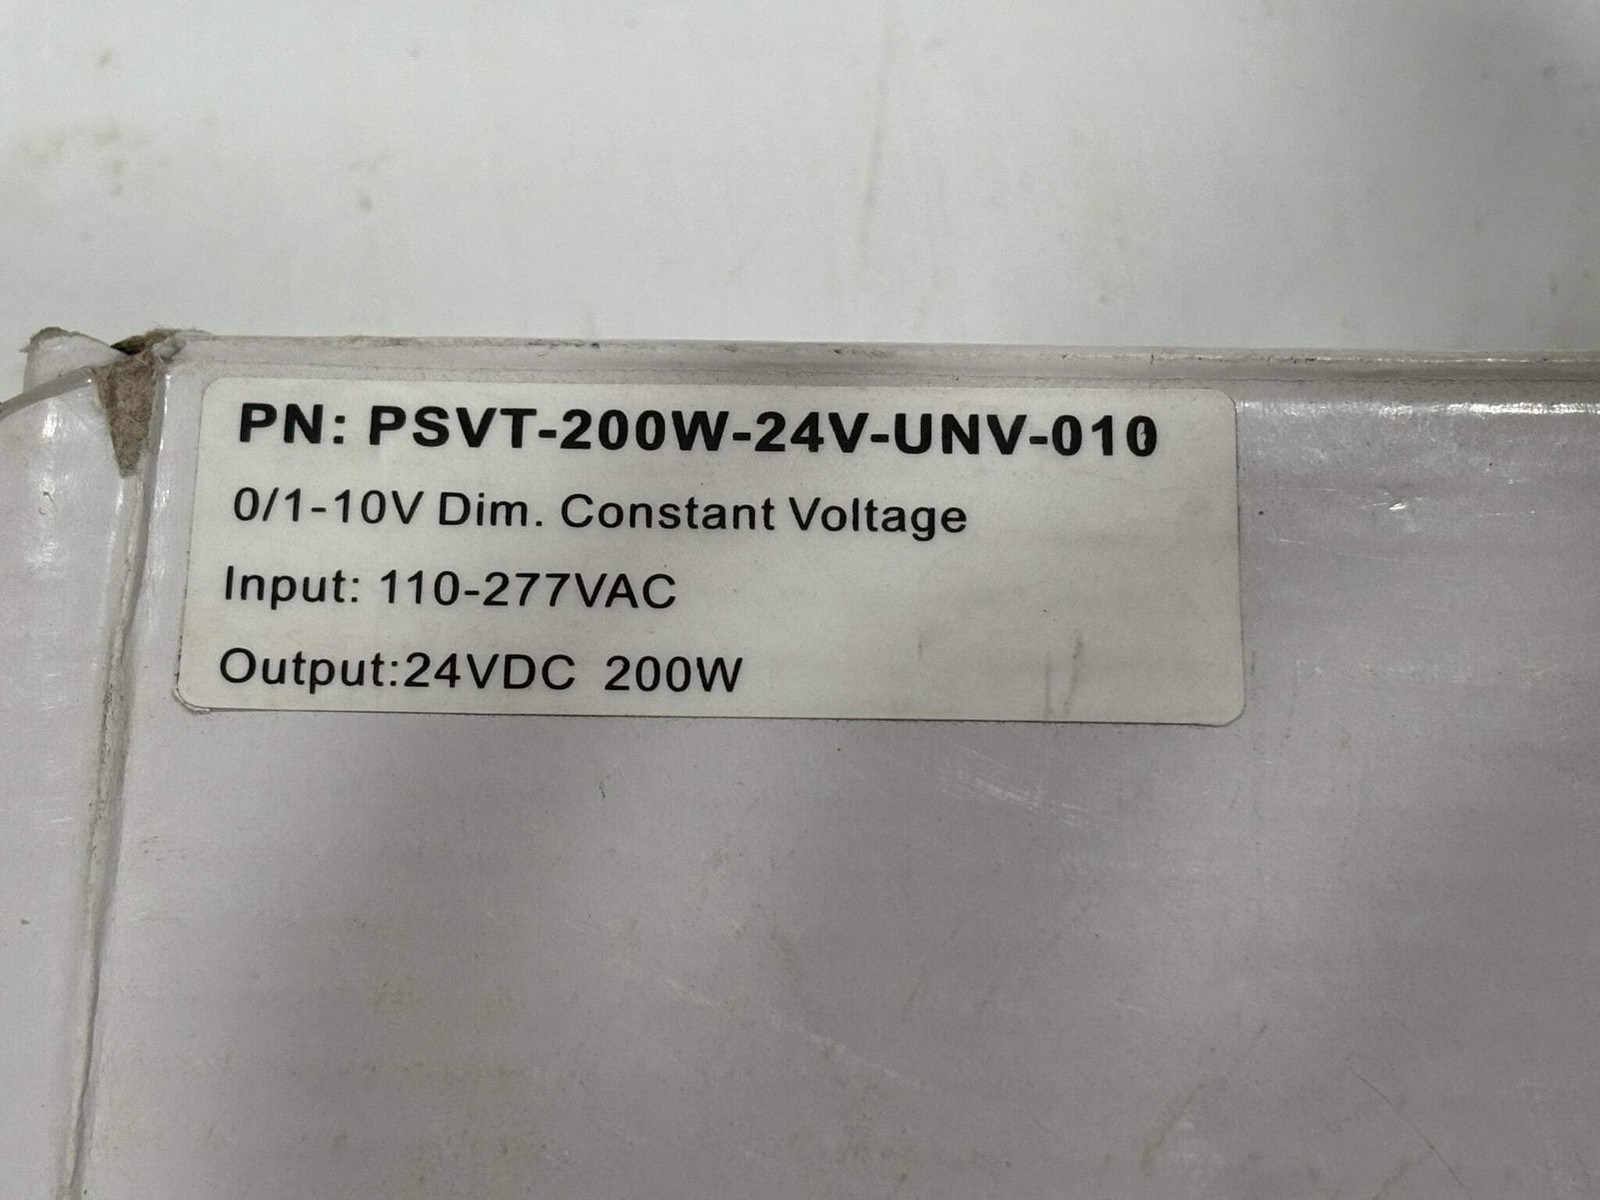 PN: PSVT-200W-24V-UNV-010
0/1-10V Dim. Constant Voltage
Input: 110-277VAC
Output:24VDC 200W